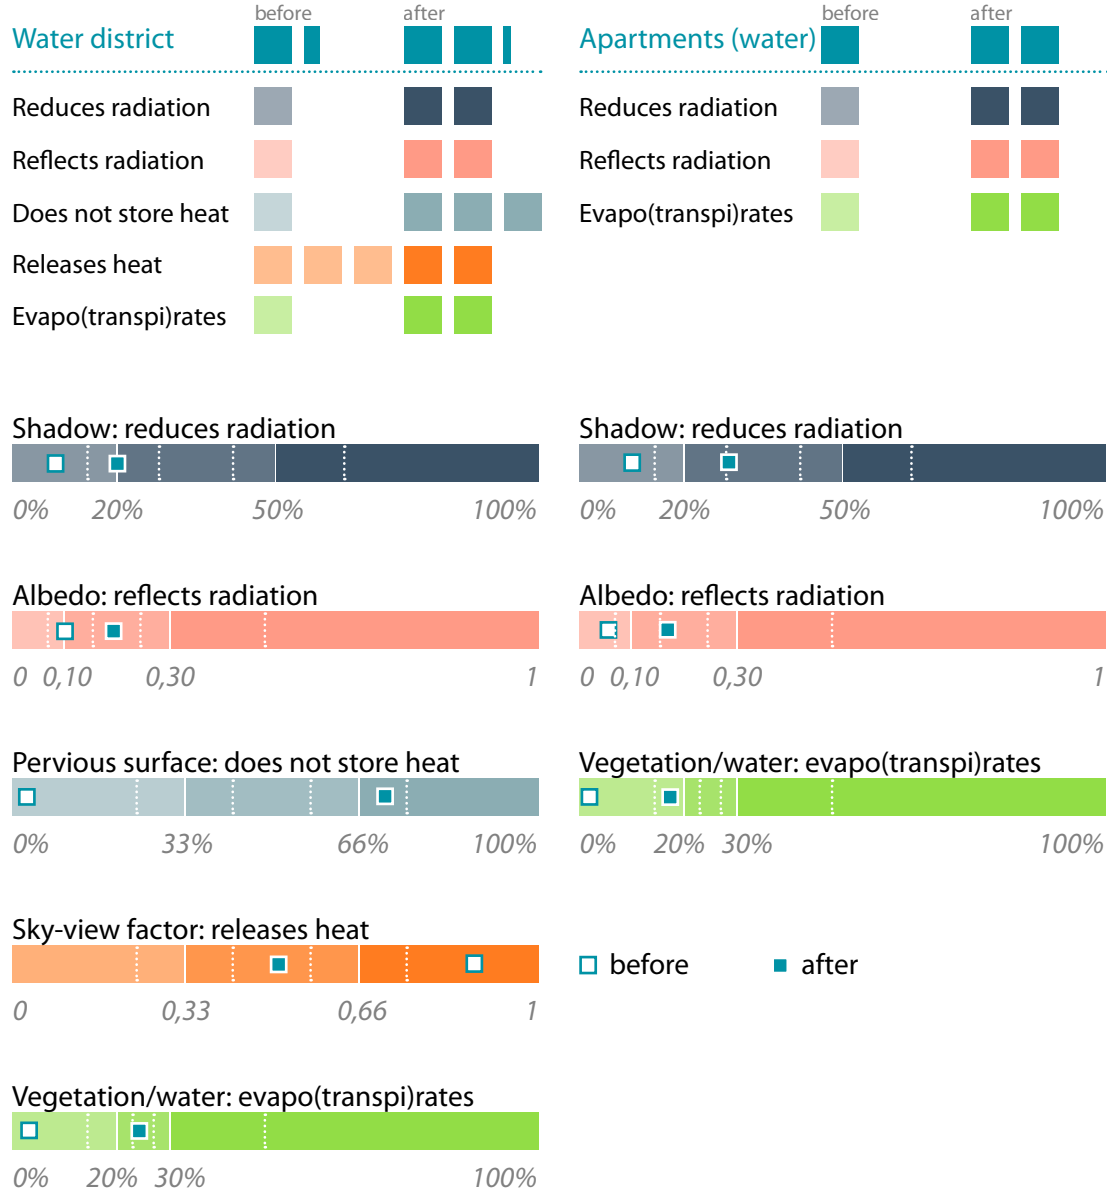 before after
Water district
Reduces radiation
Reflects radiation
Does not store heat
Releases heat
Evapo(transpi)rates
before after
Apartments (water)
Reduces radiation
Reflects radiation
Evapo(transpi)rates
Shadow: reduces radiation
0% 20% 50% 100%
Albedo: reflects radiation
0 0,10 0,30 1
Pervious surface: does not store heat
0% 33% 66% 100%
Sky-view factor: releases heat
0 0,33 0,66 1
Vegetation/water: evapo(transpi)rates
0% 20% 30% 100%
Shadow: reduces radiation
0% 20% 50% 100%
Albedo: reflects radiation
0 0,10 0,30 1
Vegetation/water: evapo(transpi)rates
0% 20% 30% 100%
before after